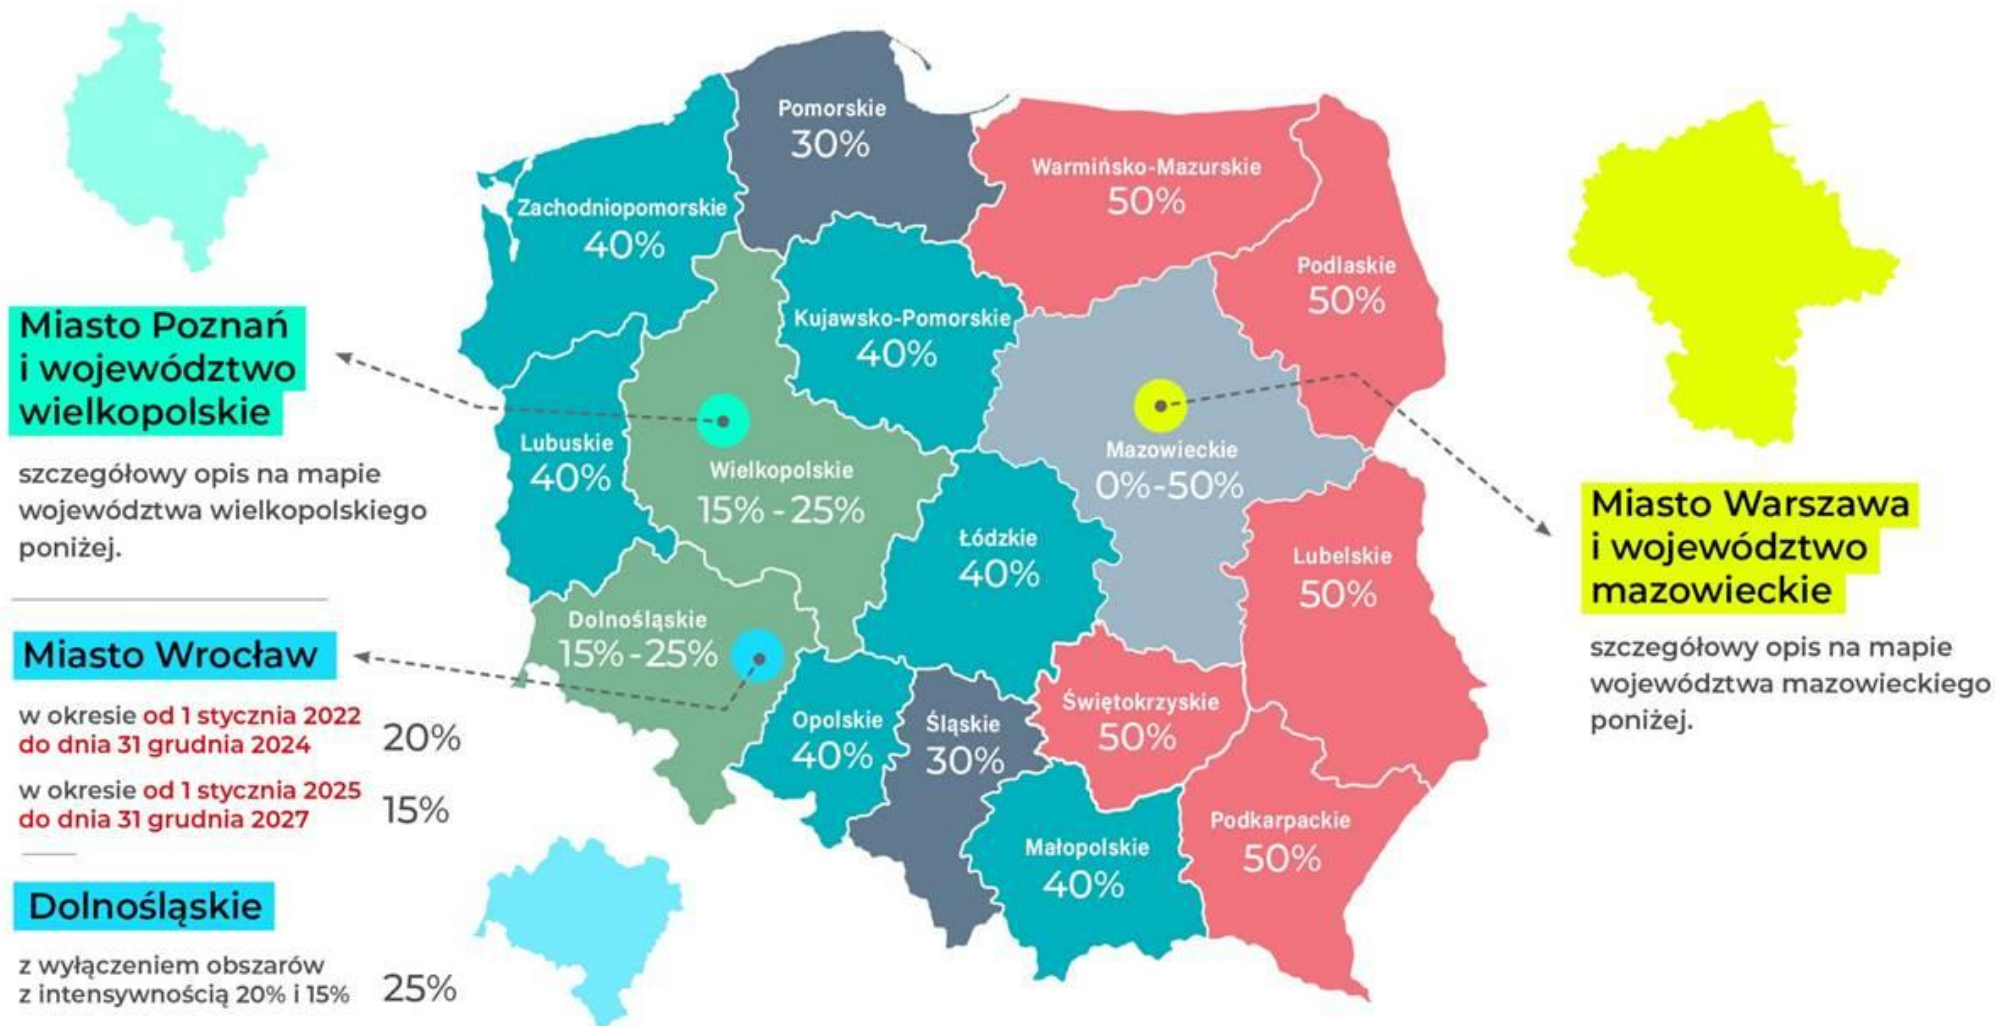 Miasto Poznań
i województwo
wielkopolskie
szczegółowy opis na mapie
województwa wielkopolskiego
poniżej.
Miasto Wrocław
w okresie od 1 stycznia 2022
do dnia 31 grudnia 2024
20%
w okresie od 1 stycznia 2025
do dnia 31 grudnia 2027
15%
Dolnośląskie
z wyłączeniem obszarów
z intensywnością 20% i 15%
25%
Pomorskie
30%
Warmińsko-Mazurskie
50%
Zachodniopomorskie
40%
Podlaskie
50%
Kujawsko-Pomorskie
40%
Lubuskie
40%
Wielkopolskie
15% - 25%
Mazowieckie
0%-50%
Łódzkie
40%
Lubelskie
50%
Dolnośląskie
15% - 25%
Opolskie
40%
Śląskie
30%
Świętokrzyskie
50%
Małopolskie
40%
Podkarpackie
50%
Miasto Warszawa
i województwo
mazowieckie
szczegółowy opis na mapie
województwa mazowieckiego
poniżej.